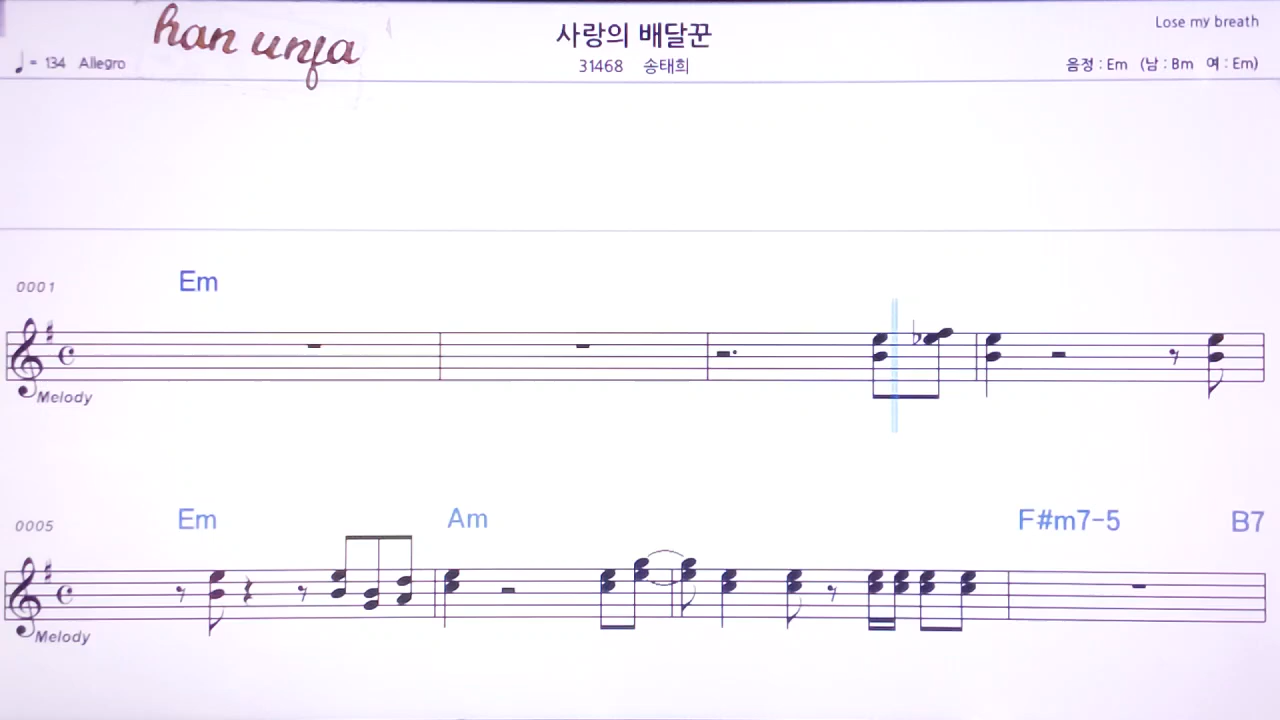 han unfa
사랑의 배달꾼
Lose my breath
♩= 134 Allegro
31468 송태희
음정 : Em (남 : Bm 여 : Em)
0001 Em
Melody
0005 Em Am F#m7-5 B7
Melody